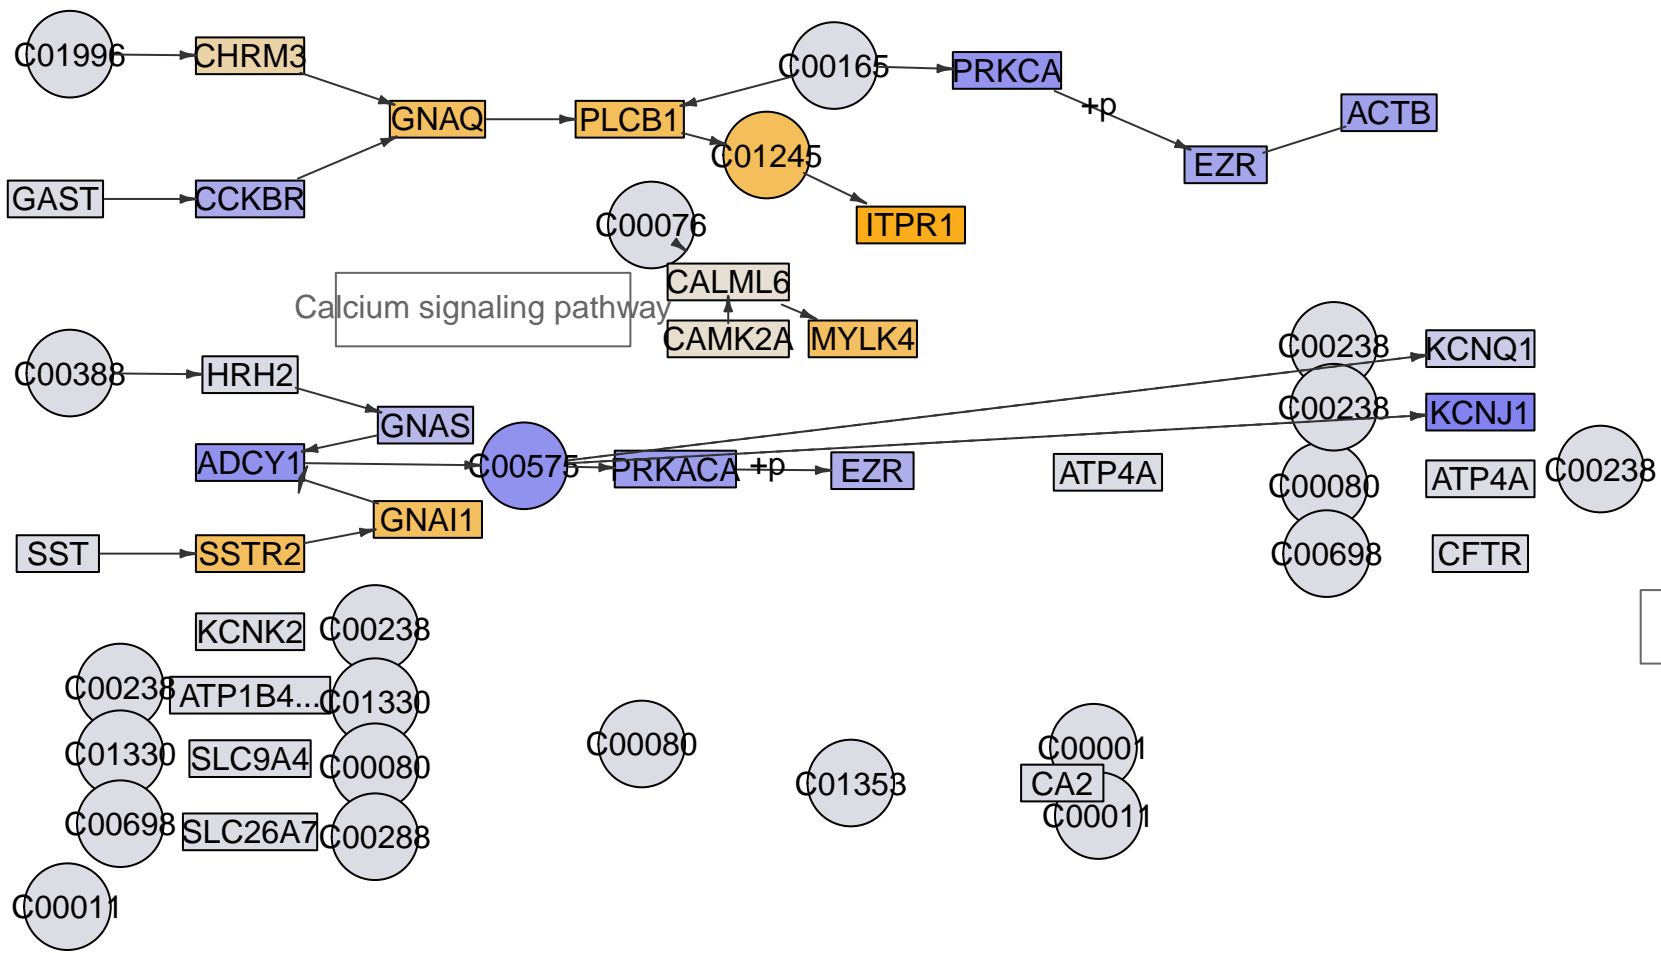 C01996
CHRM3
C00165
PRKCA
+p
ACTB
GNAQ
PLCB1
C01245
EZR
GAST
CCKBR
C00076
ITPR1
CALML6
Calcium signaling pathway
CAMK2A
MYLK4
C00238
KCNQ1
C00388
HRH2
C00238
KCNJ1
GNAS
ADCY1
C00575
PRKACA
+p
EZR
ATP4A
C00080
ATP4A
C00238
GNAI1
SST
SSTR2
C00698
CFTR
KCNK2
C00238
C00238
ATP1B4...
C01330
C01330
SLC9A4
C00080
C00080
C01353
C00001
CA2
C00011
C00698
SLC26A7
C00288
C00011